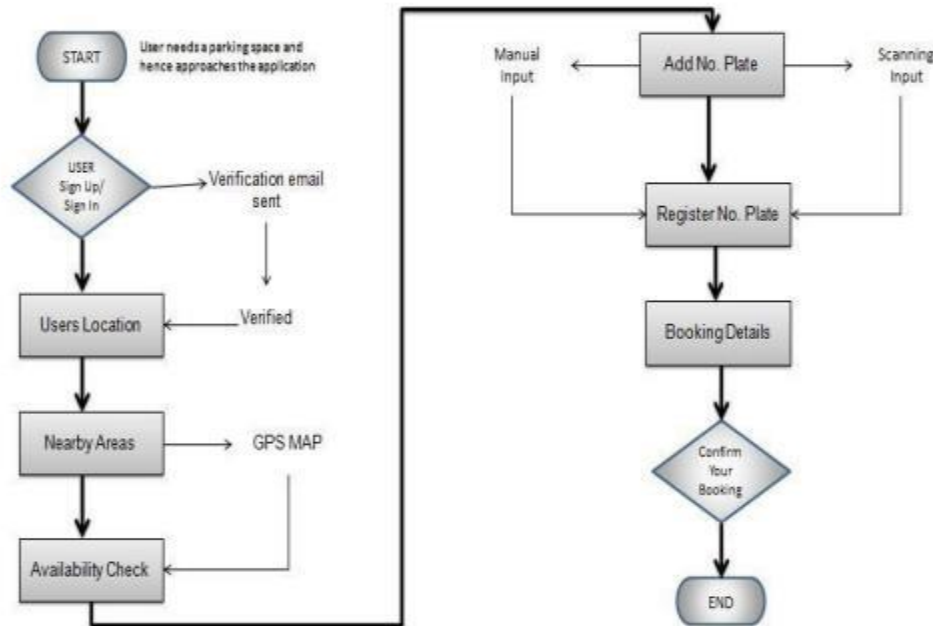 START
User needs a parking space and
hence approaches the application
USER
Sign Up/
Sign In
Verification email
sent
Users Location
Verified
Nearby Areas
GPS MAP
Availability Check
Manual
Input
Add No. Plate
Scanning
Input
Register No. Plate
Booking Details
Confirm
Your
Booking
END